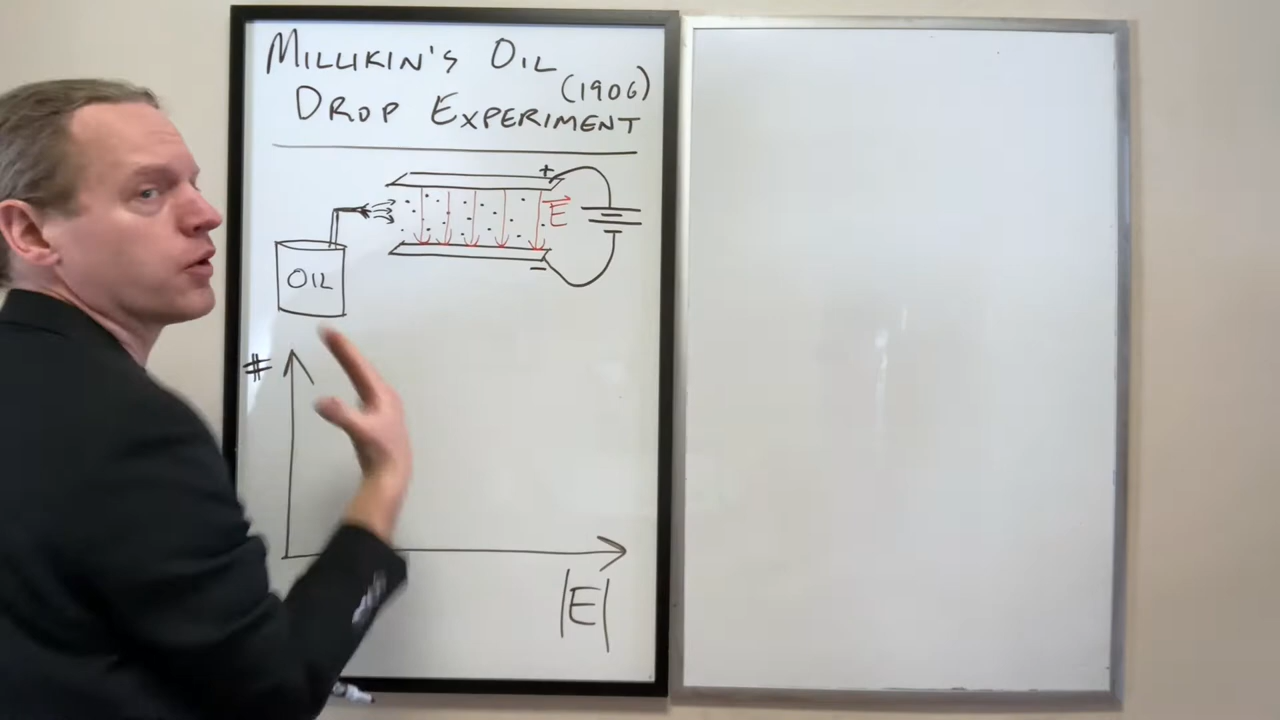 MILLIKIN'S OIL
DROP EXPERIMENT (1906)
+
E
OIL
−
#
|E|